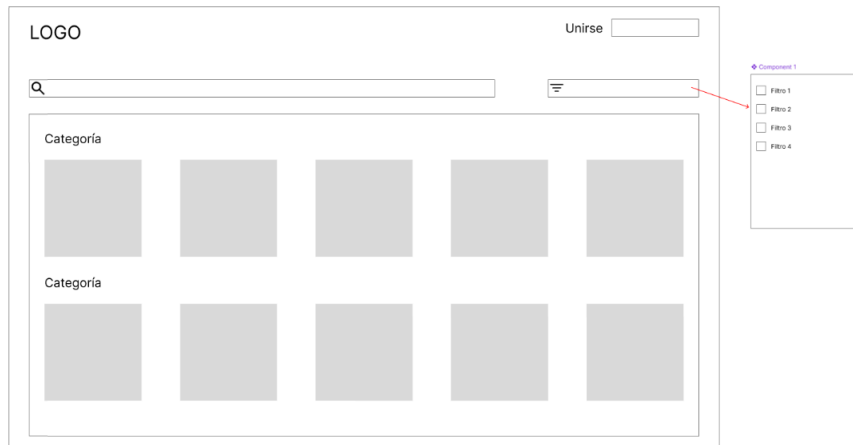 LOGO
Unirse
Component 1
Filtro 1
Filtro 2
Filtro 3
Filtro 4
Categoría
Categoría